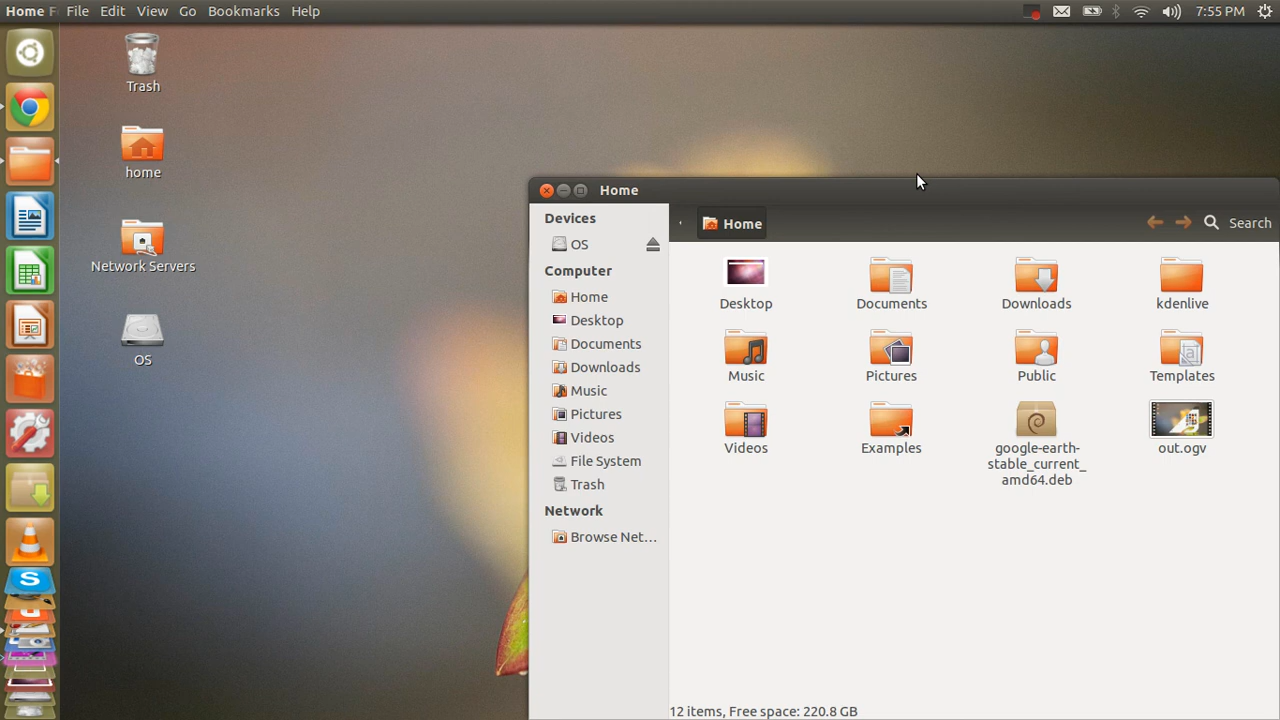 Home F File Edit View Go Bookmarks Help 7:55 PM
Trash
home
Network Servers
OS
Home
Devices
OS
Computer
Home
Desktop
Documents
Downloads
Music
Pictures
Videos
File System
Trash
Network
Browse Net...
Home Search
Desktop Documents Downloads kdenlive
Music Pictures Public Templates
Videos Examples google-earth-
stable_current_
amd64.deb
out.ogv
12 items, Free space: 220.8 GB